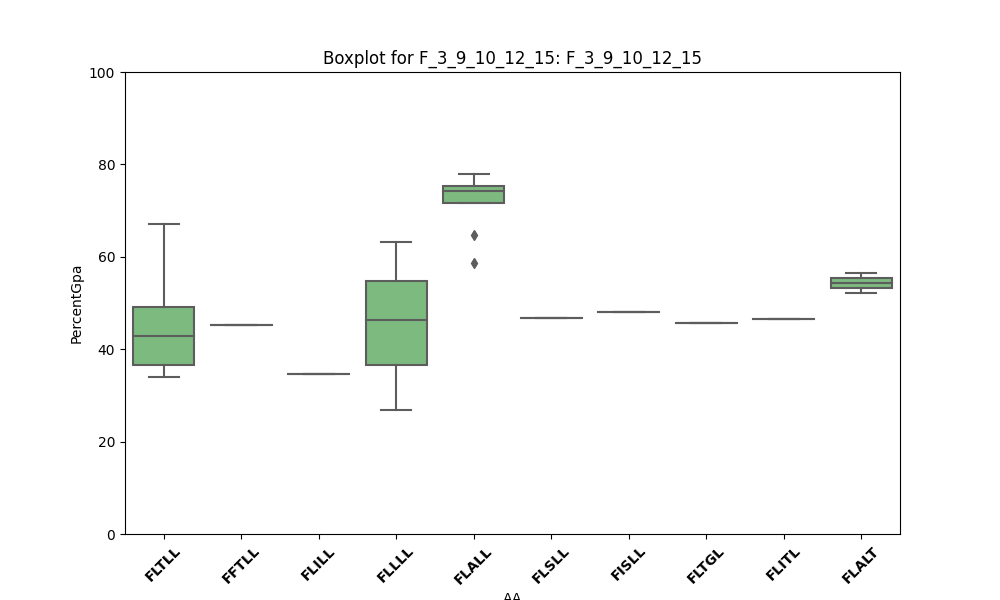 Boxplot for F_3_9_10_12_15: F_3_9_10_12_15
100
80
60
40
20
0
PercentGpa
FLTLL
FFTLL
FLILL
FLLLL
FLALL
FLSLL
FISLL
FLTGL
FLITL
FLALT
AA